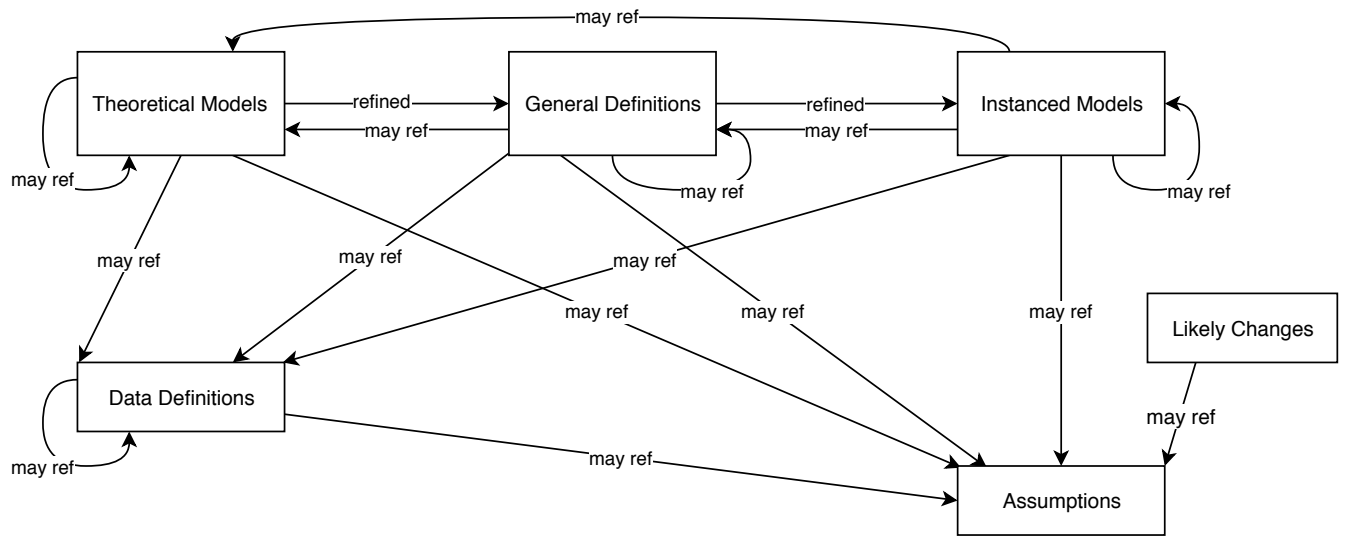 may ref
Theoretical Models
refined
General Definitions
refined
Instanced Models
may ref
may ref
may ref
may ref
may ref
may ref
may ref
may ref
may ref
may ref
may ref
may ref
Likely Changes
Data Definitions
may ref
may ref
may ref
Assumptions